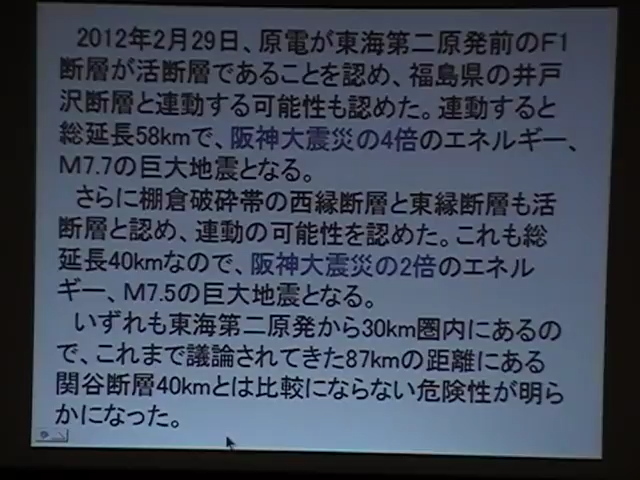 2012年2月29日、原電が東海第二原発前のF1
断層が活断層であることを認め、福島県の井戸
沢断層と連動する可能性も認めた。連動すると
総延長58kmで、阪神大震災の4倍のエネルギー、
M7.7の巨大地震となる。
さらに棚倉破砕帯の西縁断層と東縁断層も活
断層と認め、連動の可能性を認めた。これも総
延長40kmなので、阪神大震災の2倍のエネル
ギー、M7.5の巨大地震となる。
いずれも東海第二原発から30km圏内にあるの
で、これまで議論されてきた87kmの距離にある
関谷断層40kmとは比較にならない危険性が明ら
かになった。